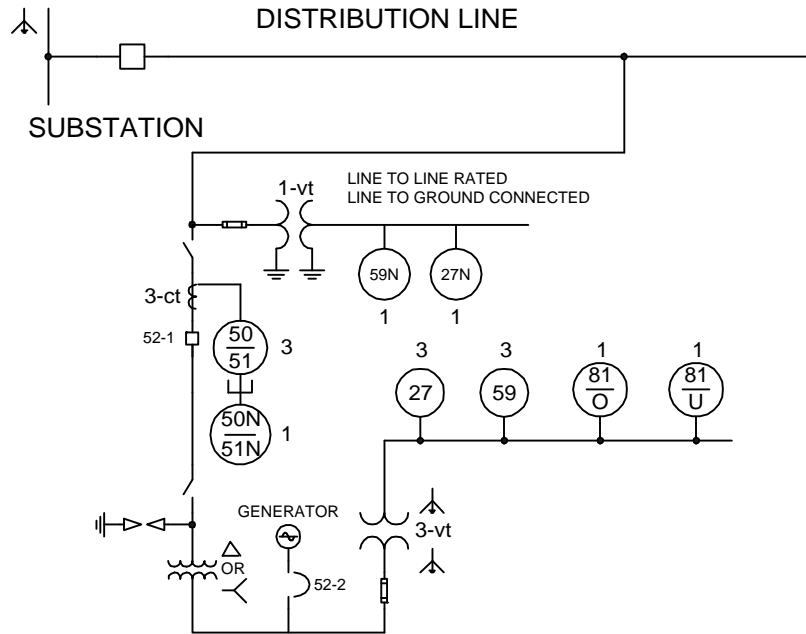 DISTRIBUTION LINE
SUBSTATION
1-vt
LINE TO LINE RATED
LINE TO GROUND CONNECTED
59N
27N
1
1
3-ct
52-1
50
51
3
50N
51N
1
3
3
1
1
27
59
81
O
81
U
GENERATOR
3-vt
OR
52-2